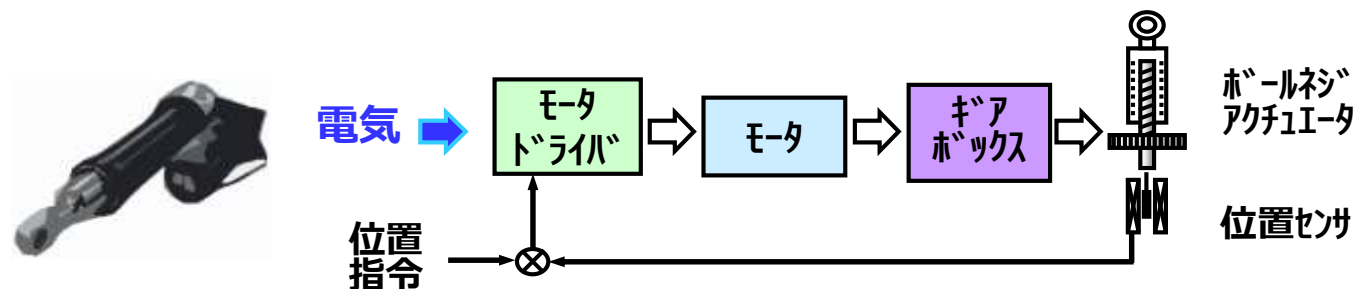 電気
モータ
ドライバ
モータ
ギア
ボックス
ボールネジ
アクチュエータ
位置センサ
位置
指令